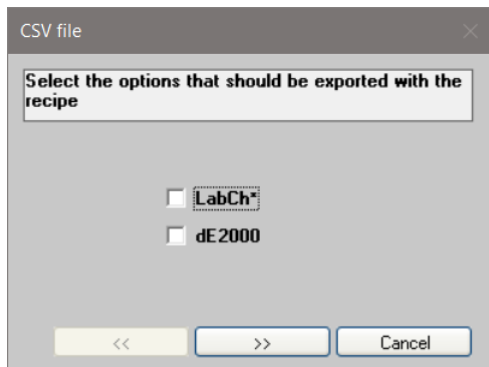 CSV file
Select the options that should be exported with the
recipe
LabCh*
dE2000
<<
>>
Cancel